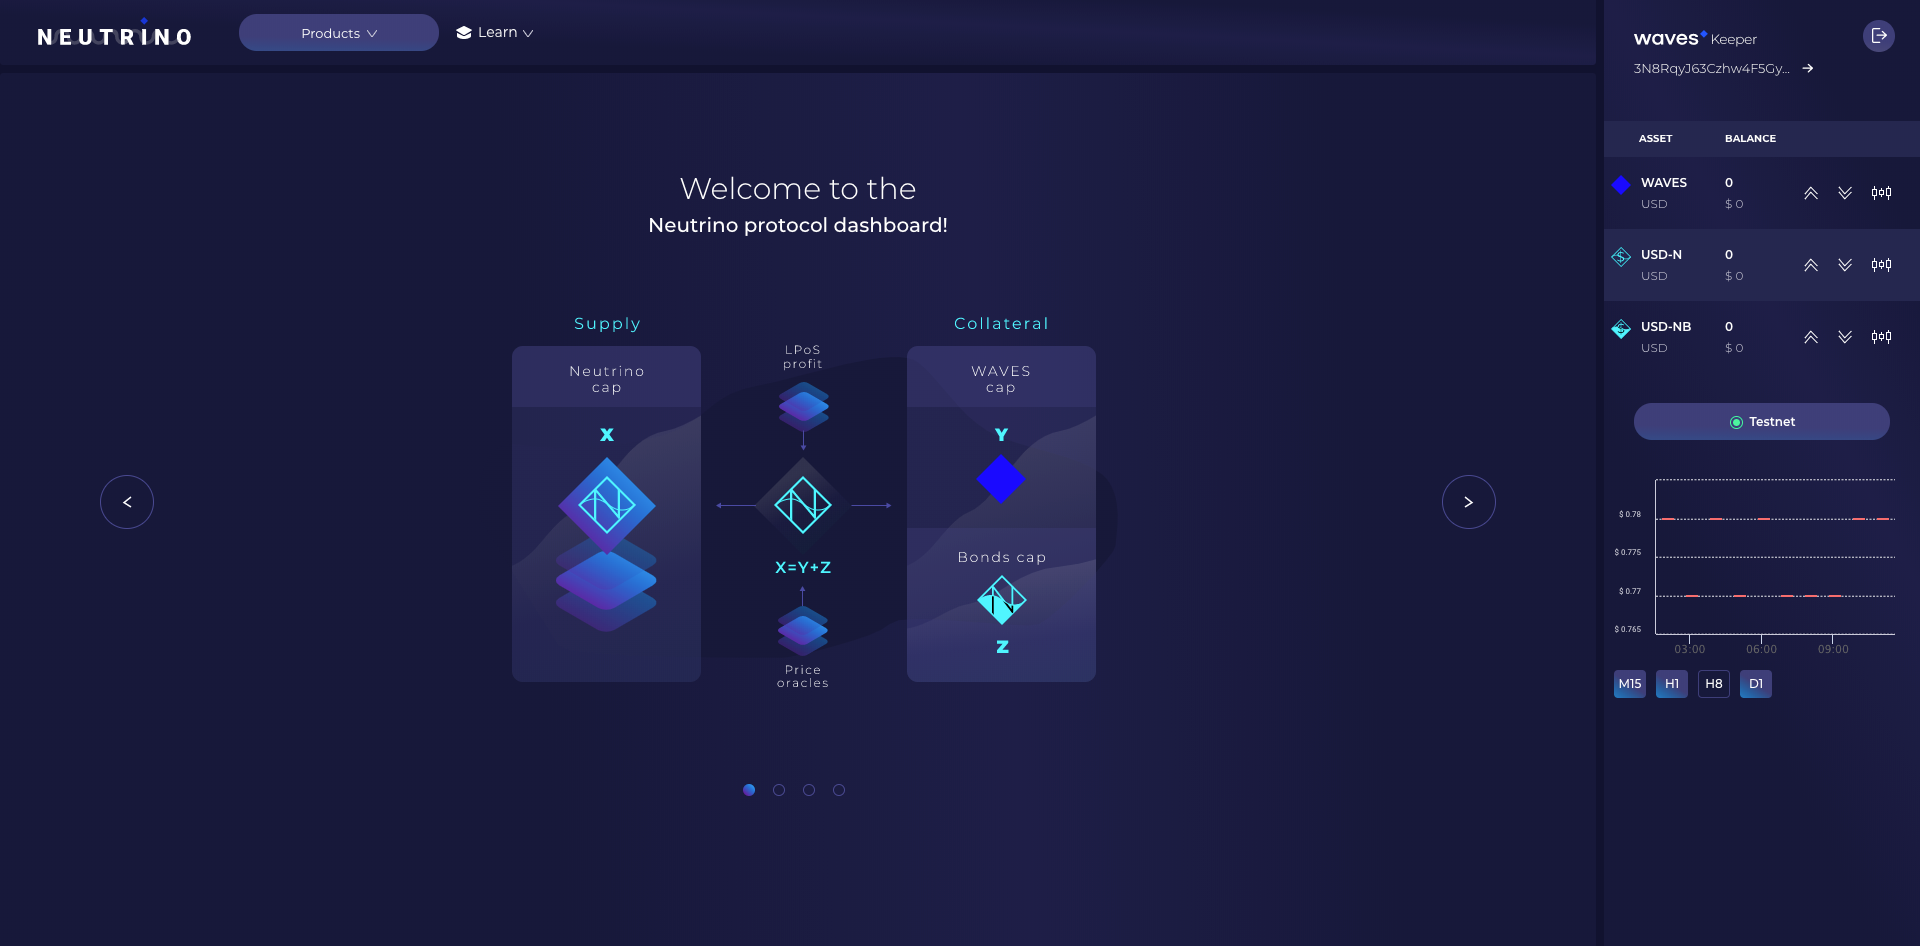 NEUTRINO
Products
Learn
Welcome to the
Neutrino protocol dashboard!
Supply
Neutrino
cap
X
LPoS
profit
X=Y+Z
Price
oracles
Collateral
WAVES
cap
Y
Bonds cap
Z
waves Keeper
3N8RqyJ63Czhw4F5Gy...
ASSET BALANCE
WAVES 0
USD $ 0
USD-N 0
USD $ 0
USD-NB 0
USD $ 0
Testnet
$ 0.78
$ 0.775
$ 0.77
$ 0.765
03:00 06:00 09:00
M15 H1 H8 D1